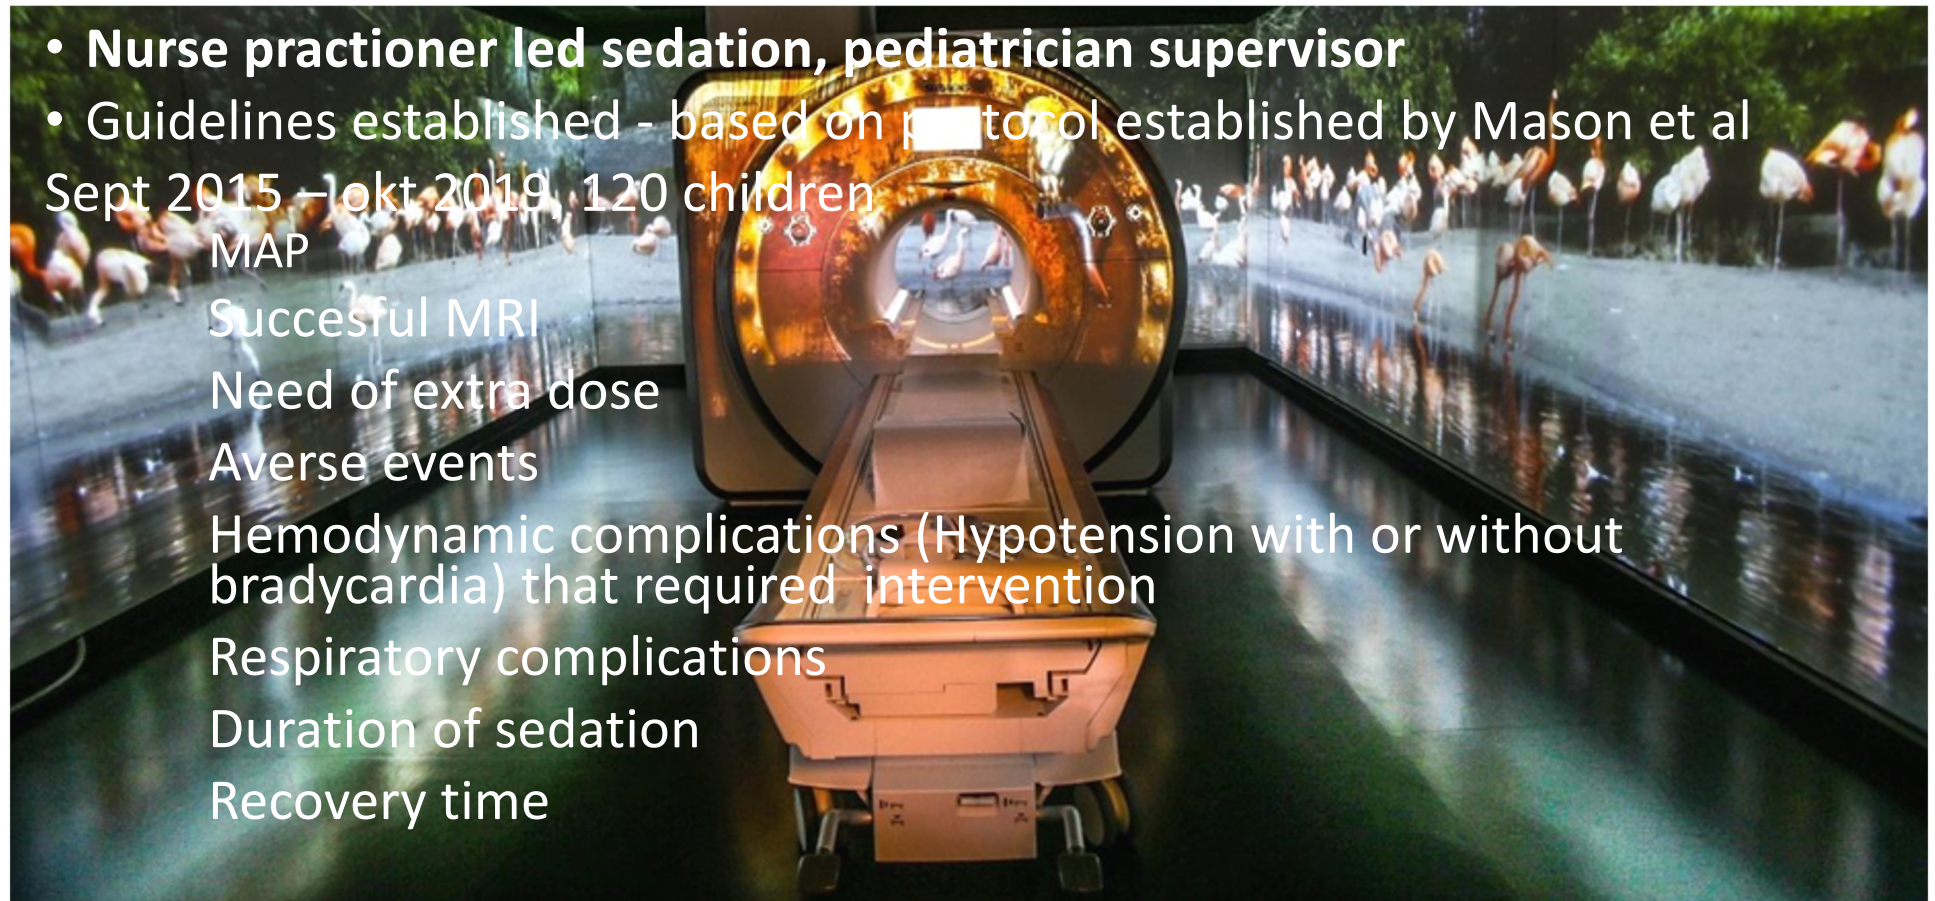 • Nurse practioner led sedation, pediatrician supervisor
• Guidelines established - based on protocol established by Mason et al
Sept 2015 – okt 2019, 120 children
MAP
Succesful MRI
Need of extra dose
Averse events
Hemodynamic complications (Hypotension with or without
bradycardia) that required  intervention
Respiratory complications
Duration of sedation
Recovery time